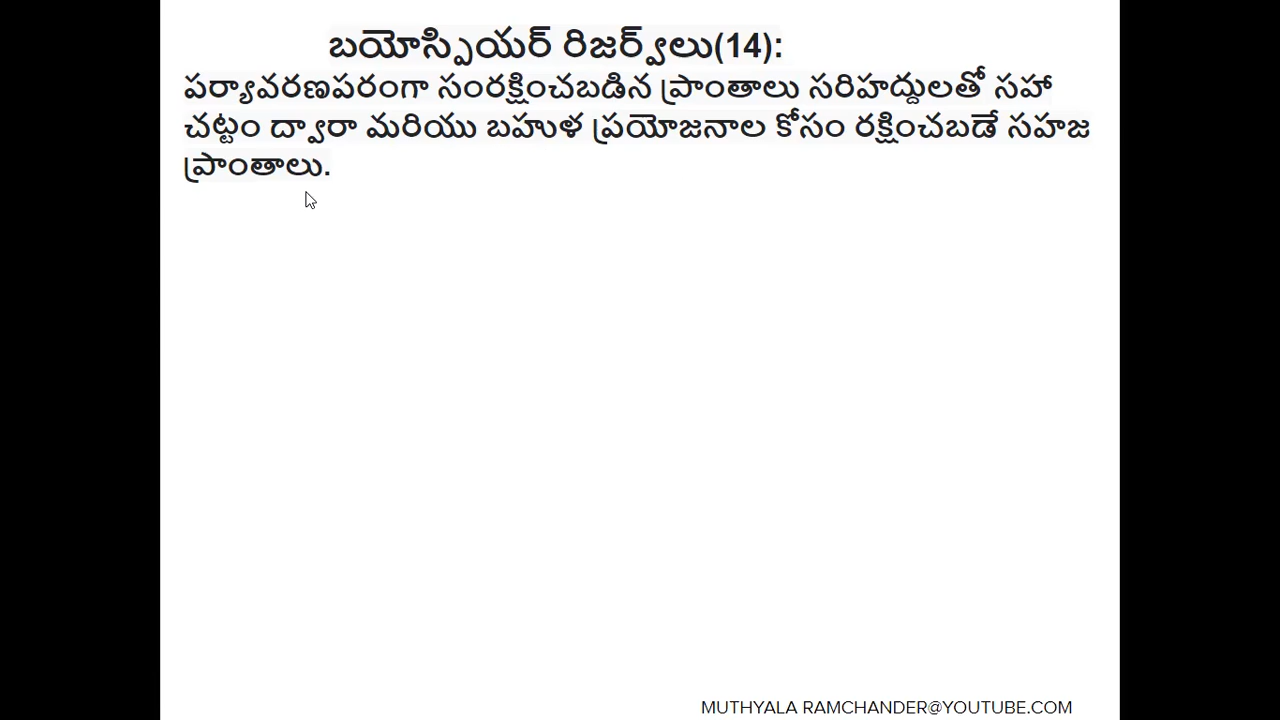 బయోస్పియర్ రిజర్వ్‌లు(14):
పర్యావరణపరంగా సంరక్షించబడిన ప్రాంతాలు సరిహద్దులతో సహా
చట్టం ద్వారా మరియు బహుళ ప్రయోజనాల కోసం రక్షించబడే సహజ
ప్రాంతాలు.
MUTHYALA RAMCHANDER@YOUTUBE.COM